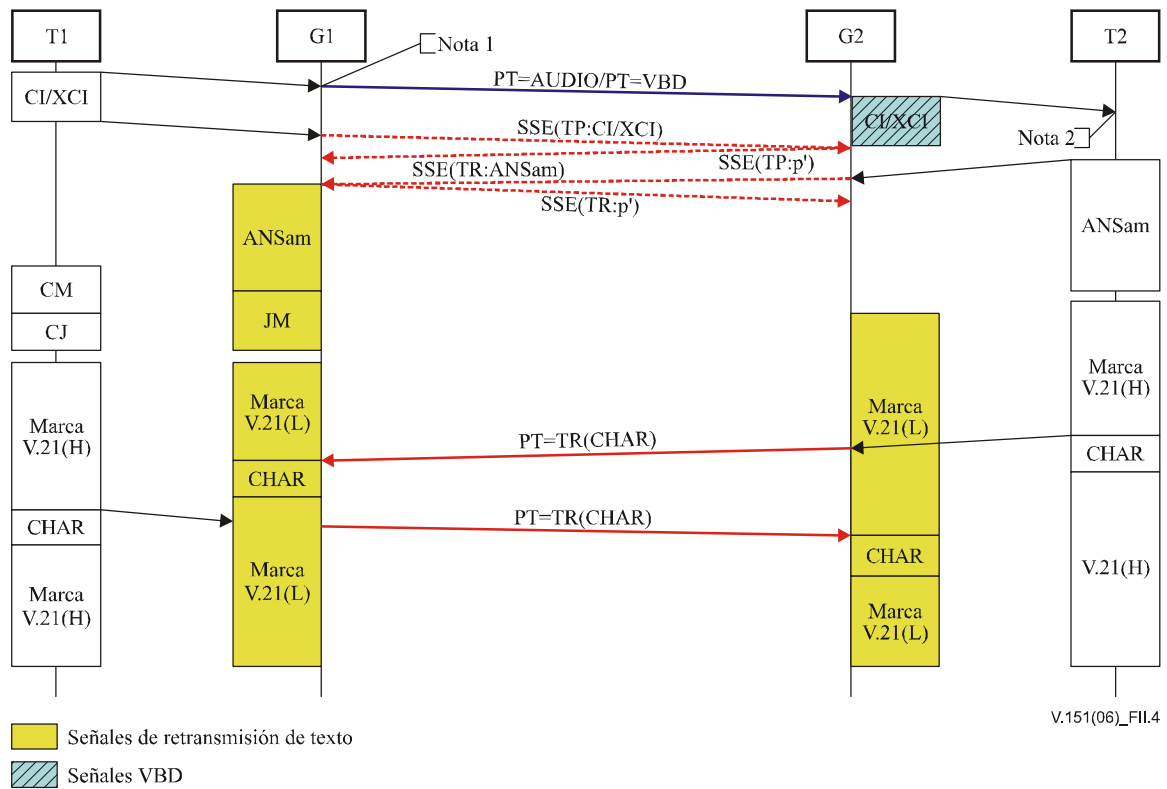 T1
G1
G2
T2
Nota 1
CI/XCI
PT=AUDIO/PT=VBD
CI/XCI
SSE(TP:CI/XCI)
Nota 2
SSE(TR:ANSam)
SSE(TP:p')
SSE(TR:p')
ANSam
ANSam
CM
CJ
JM
Marca
V.21(H)
Marca
V.21(L)
Marca
V.21(L)
Marca
V.21(H)
PT=TR(CHAR)
CHAR
CHAR
CHAR
PT=TR(CHAR)
Marca
V.21(H)
Marca
V.21(L)
CHAR
Marca
V.21(L)
V.21(H)
V.151(06)_FII.4
Señales de retransmisión de texto
Señales VBD